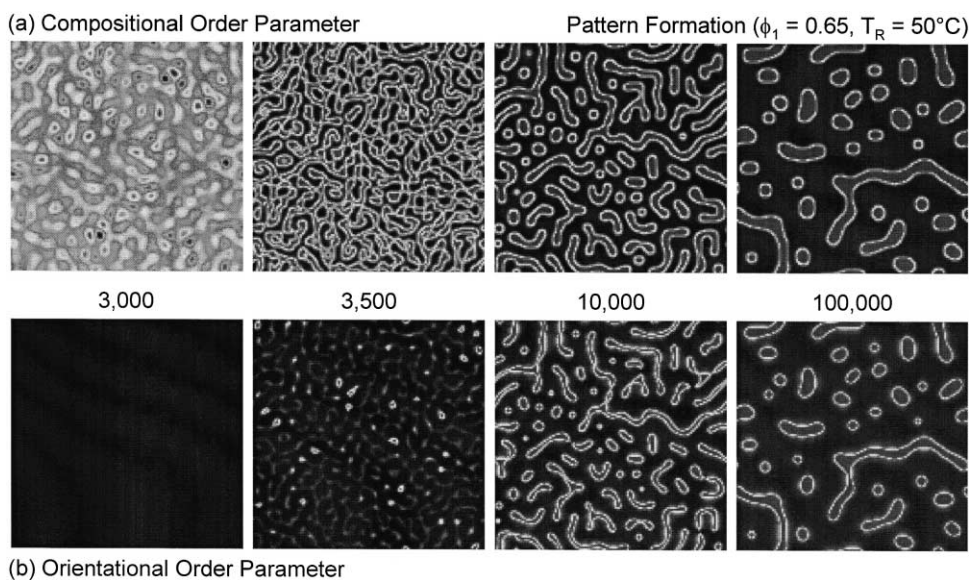 (a) Compositional Order Parameter
Pattern Formation (ϕ₁ = 0.65, T_R = 50°C)
3,000 3,500 10,000 100,000
(b) Orientational Order Parameter